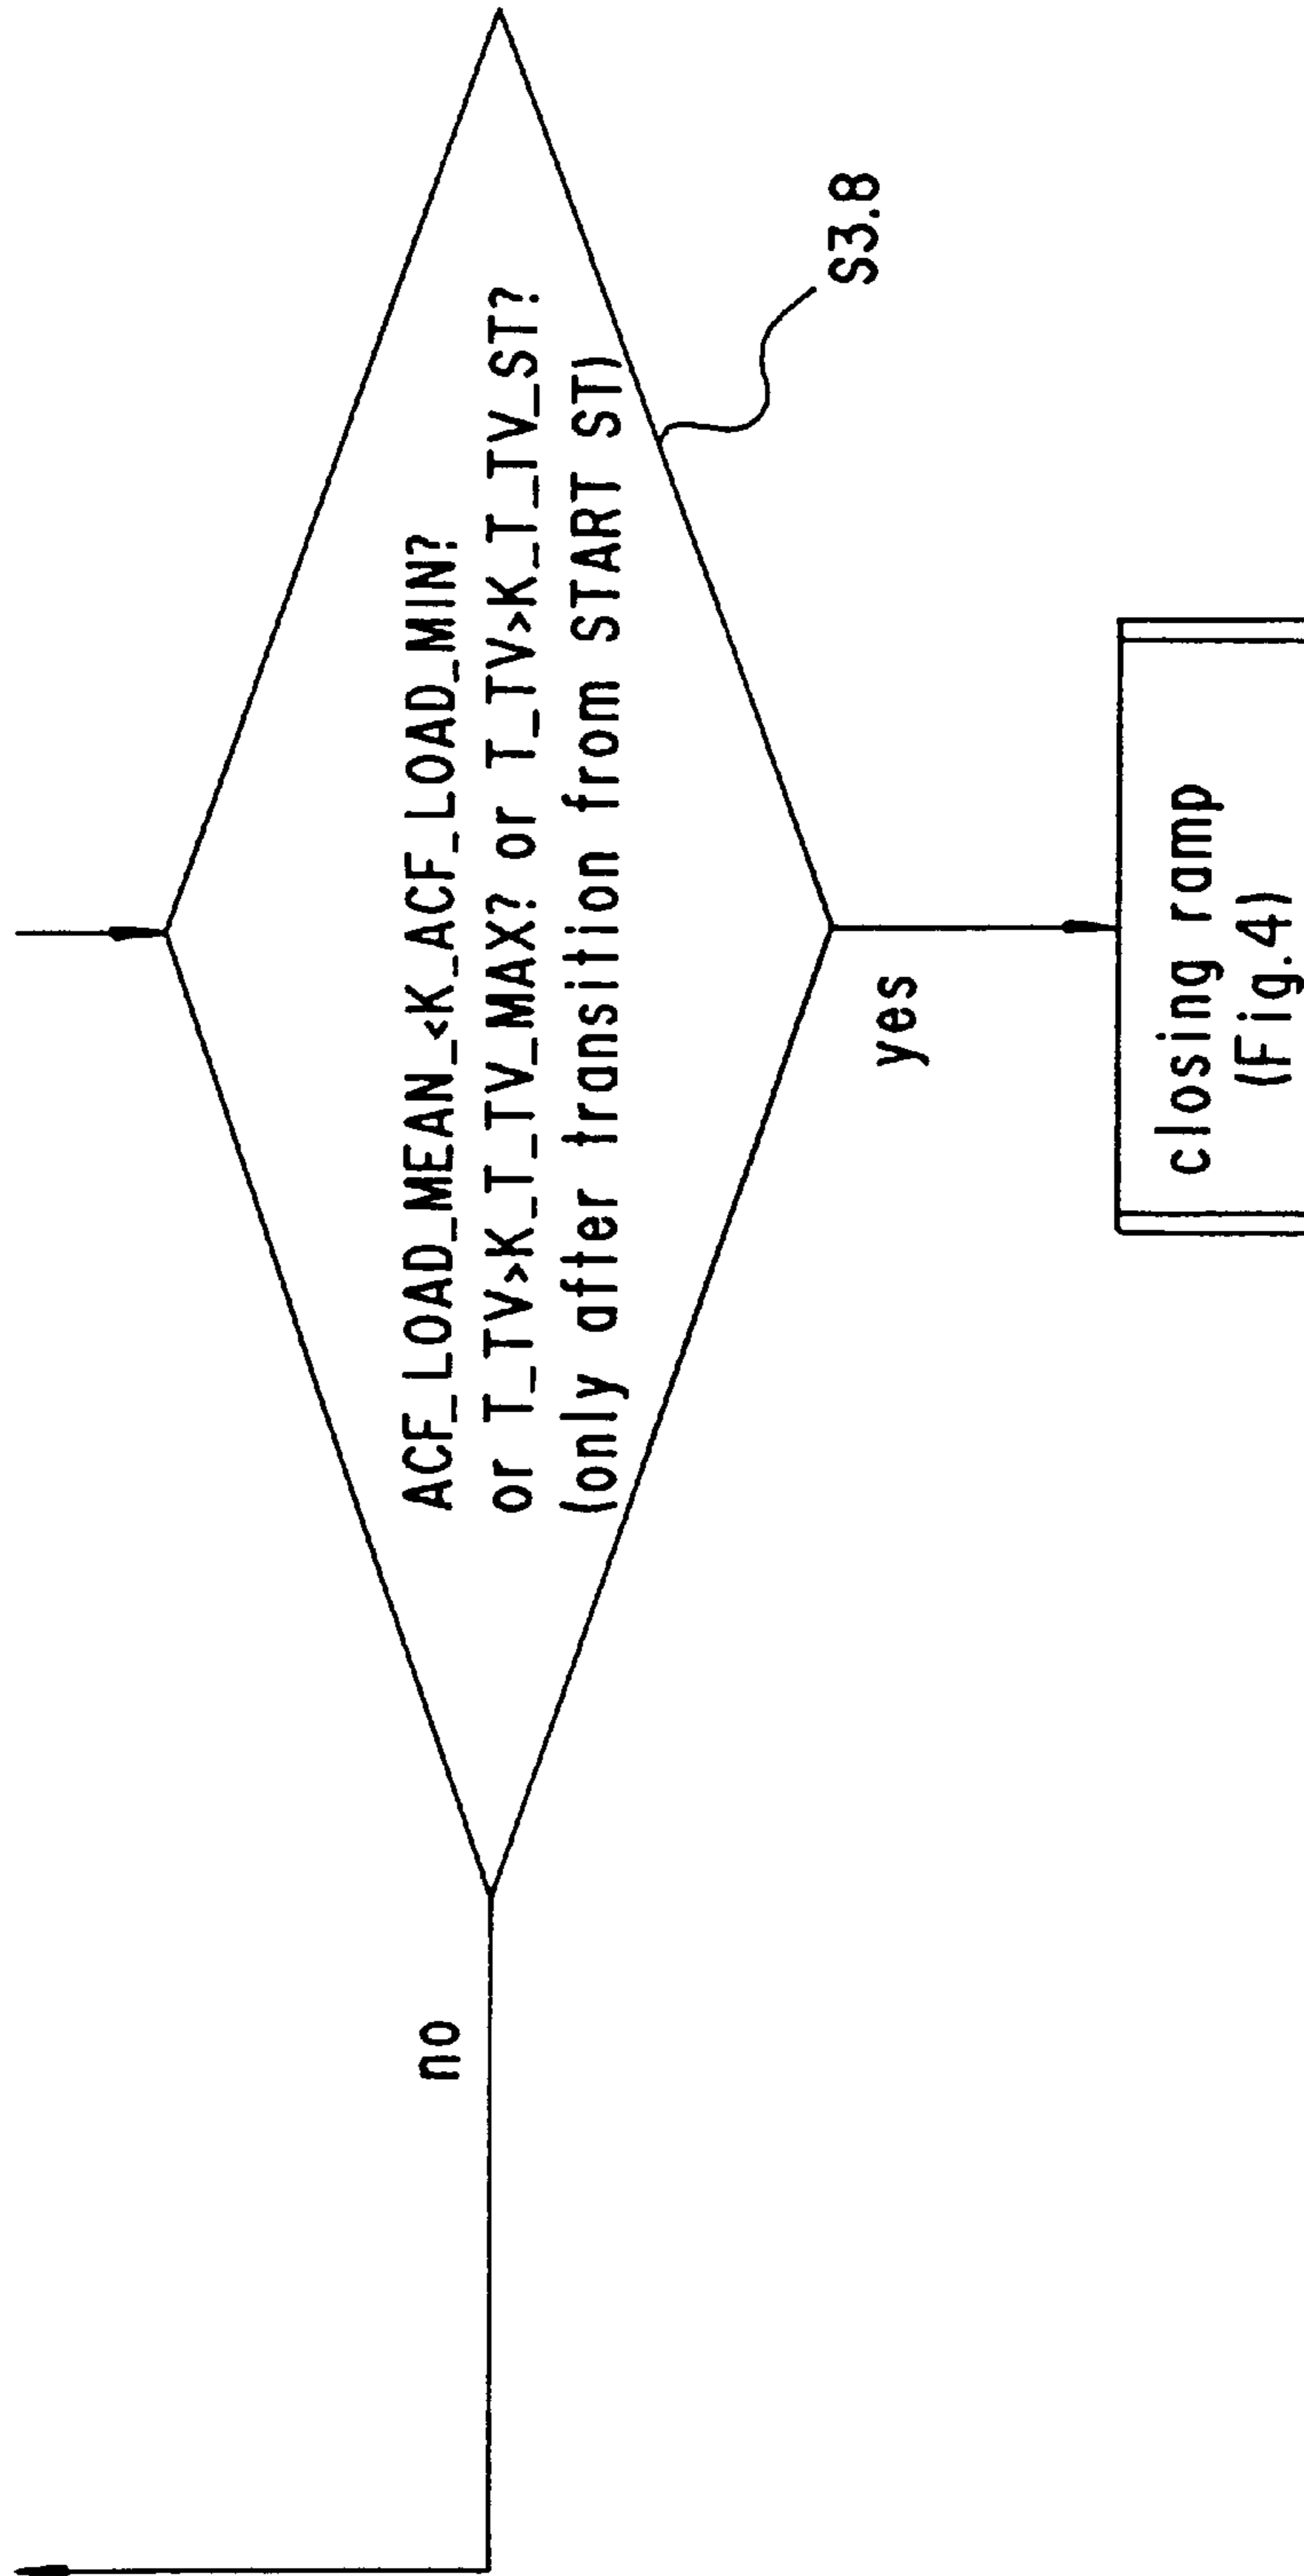 ACF_LOAD_MEAN_<K_ACF_LOAD_MIN?
or T_TV>K_T_TV_MAX? or T_TV>K_T_TV_ST?
(only after transition from START ST)
S3.8
no
yes
closing ramp
(Fig.4)